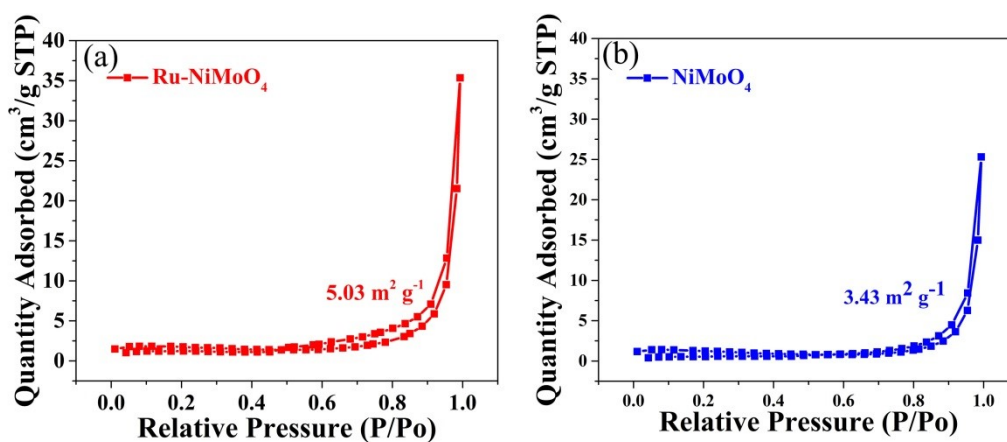 (a)
Ru-NiMoO₄
5.03 m² g⁻¹
Quantity Adsorbed (cm³/g STP)
40
35
30
25
20
15
10
5
0
0.0 0.2 0.4 0.6 0.8 1.0
Relative Pressure (P/Po)
(b)
NiMoO₄
3.43 m² g⁻¹
Quantity Adsorbed (cm³/g STP)
40
35
30
25
20
15
10
5
0
0.0 0.2 0.4 0.6 0.8 1.0
Relative Pressure (P/Po)